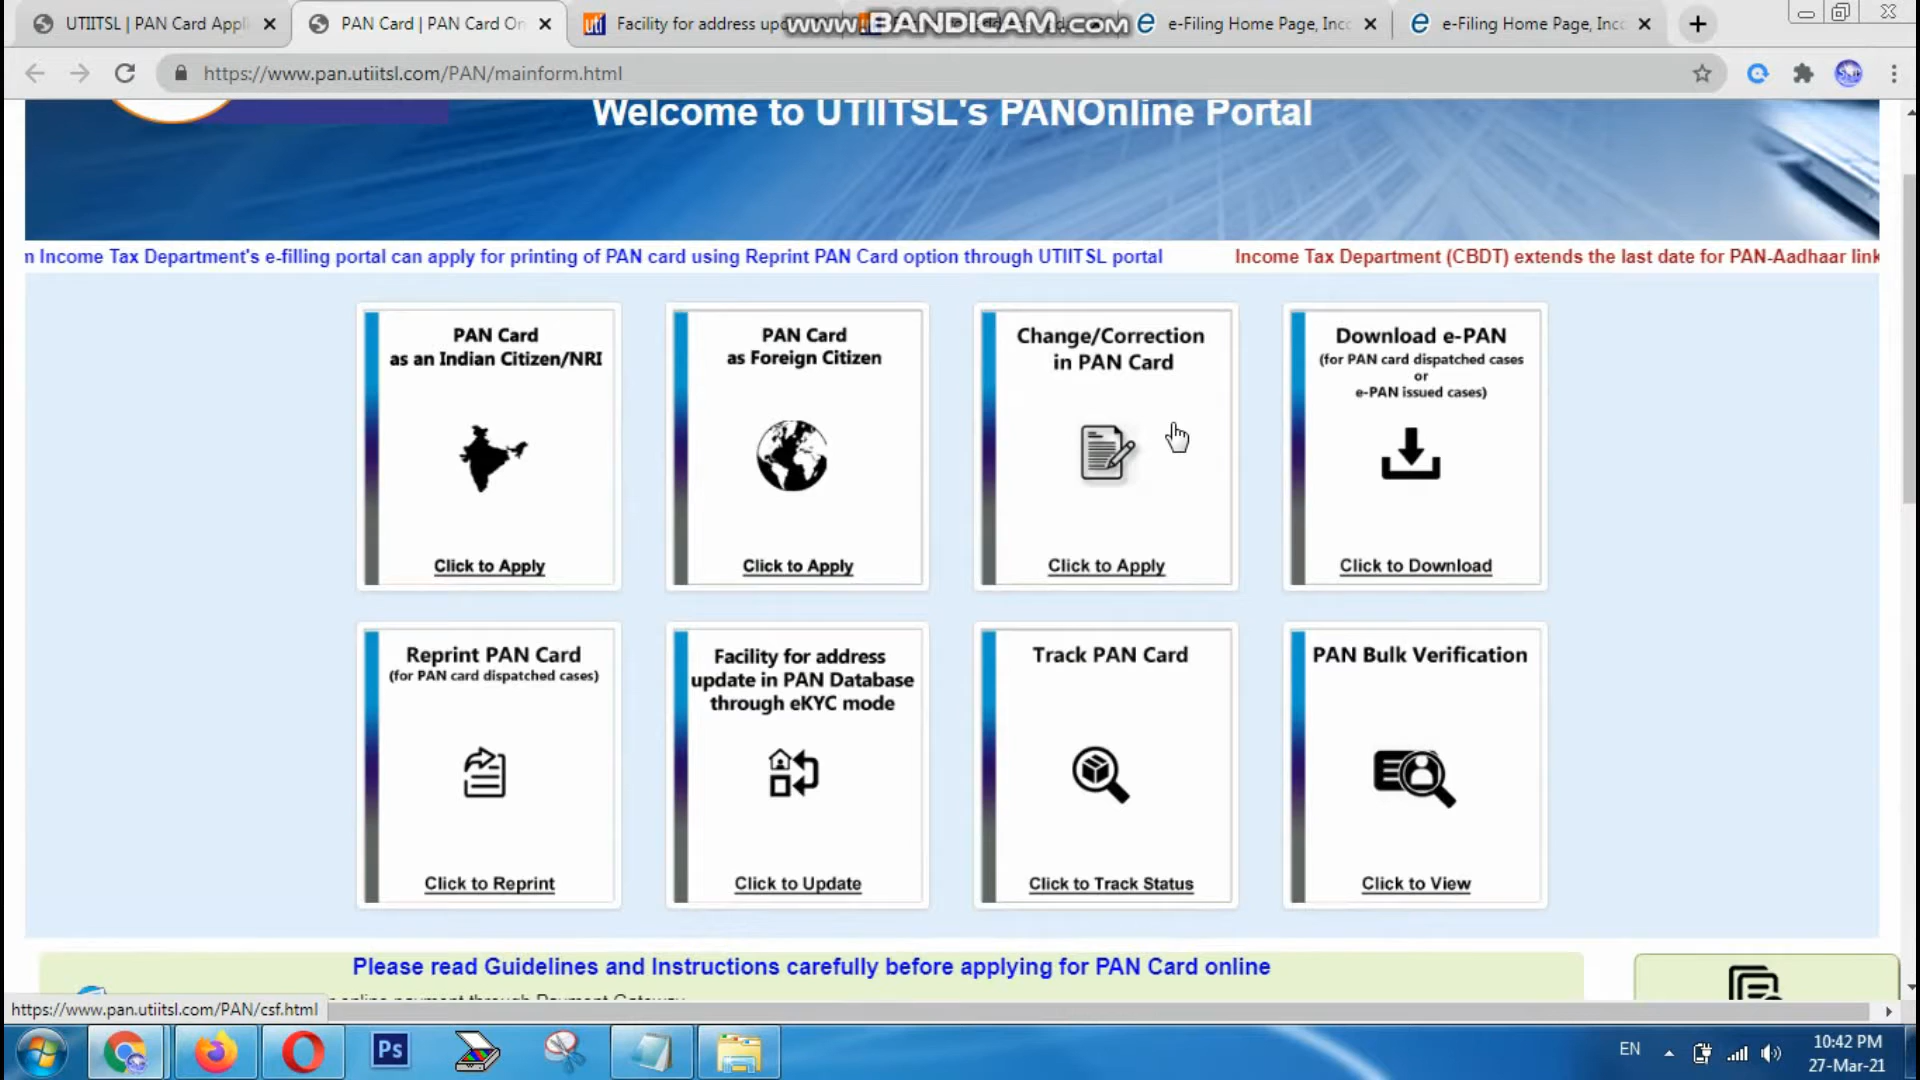 UTIITSL | PAN Card Appli
PAN Card | PAN Card On
Facility for address up
e-Filing Home Page, Inc
e-Filing Home Page, Inc
www.BANDICAM.com
https://www.pan.utiitsl.com/PAN/mainform.html
Welcome to UTIITSL's PANOnline Portal
n Income Tax Department's e-filling portal can apply for printing of PAN card using Reprint PAN Card option through UTIITSL portal
Income Tax Department (CBDT) extends the last date for PAN-Aadhaar link
PAN Card
as an Indian Citizen/NRI
Click to Apply
PAN Card
as Foreign Citizen
Click to Apply
Change/Correction
in PAN Card
Click to Apply
Download e-PAN
(for PAN card dispatched cases
or
e-PAN issued cases)
Click to Download
Reprint PAN Card
(for PAN card dispatched cases)
Click to Reprint
Facility for address
update in PAN Database
through eKYC mode
Click to Update
Track PAN Card
Click to Track Status
PAN Bulk Verification
Click to View
Please read Guidelines and Instructions carefully before applying for PAN Card online
online payment through Payment Gateway
https://www.pan.utiitsl.com/PAN/csf.html
Ps
EN
10:42 PM
27-Mar-21